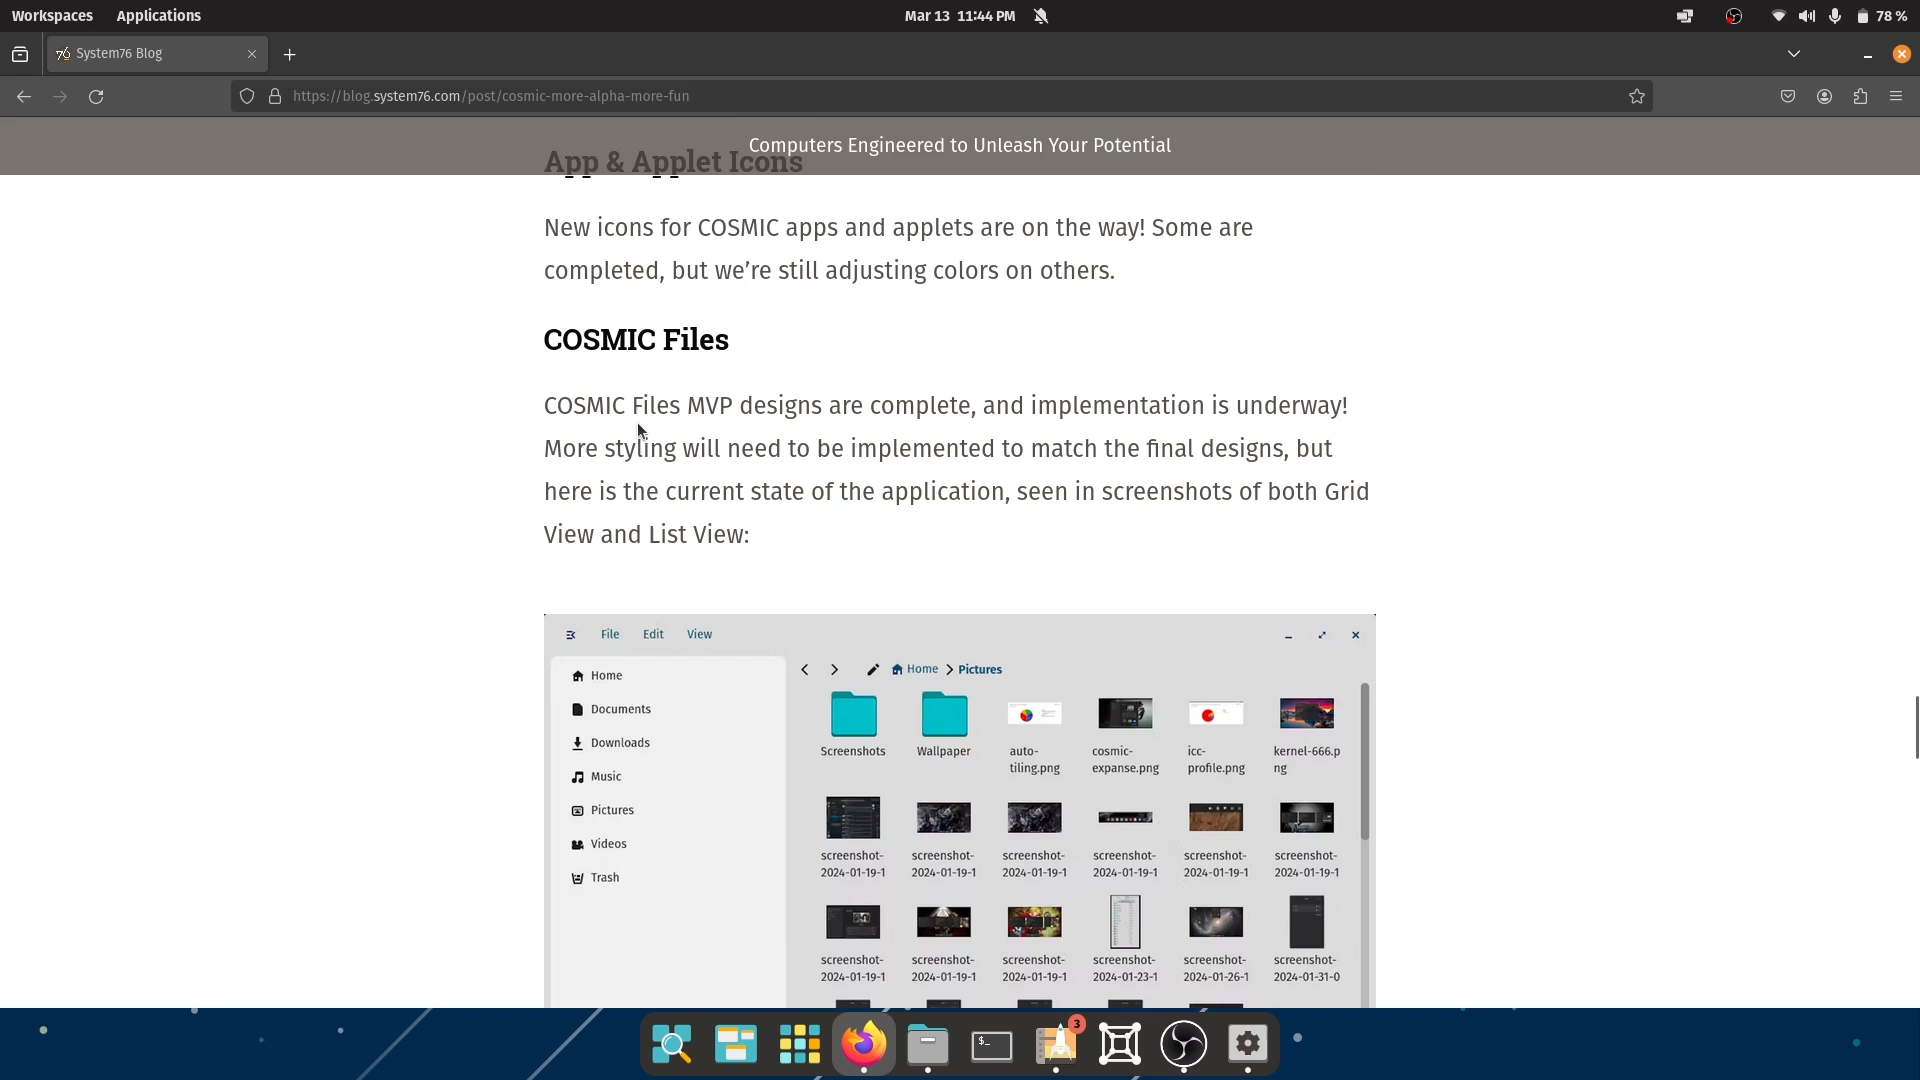 Workspaces Applications Mar 13 11:44 PM 78 %
System76 Blog
https://blog.system76.com/post/cosmic-more-alpha-more-fun
Computers Engineered to Unleash Your Potential
App & Applet Icons
New icons for COSMIC apps and applets are on the way! Some are
completed, but we’re still adjusting colors on others.
COSMIC Files
COSMIC Files MVP designs are complete, and implementation is underway!
More styling will need to be implemented to match the final designs, but
here is the current state of the application, seen in screenshots of both Grid
View and List View:
File Edit View
Home
Documents
Downloads
Music
Pictures
Videos
Trash
Home Pictures
Screenshots Wallpaper auto- cosmic- icc- kernel-666.p
tiling.png expanse.png profile.png ng
screenshot- screenshot- screenshot- screenshot- screenshot- screenshot-
2024-01-19-1 2024-01-19-1 2024-01-19-1 2024-01-19-1 2024-01-19-1 2024-01-19-1
screenshot- screenshot- screenshot- screenshot- screenshot- screenshot-
2024-01-19-1 2024-01-19-1 2024-01-19-1 2024-01-23-1 2024-01-26-1 2024-01-31-0
$_ 3